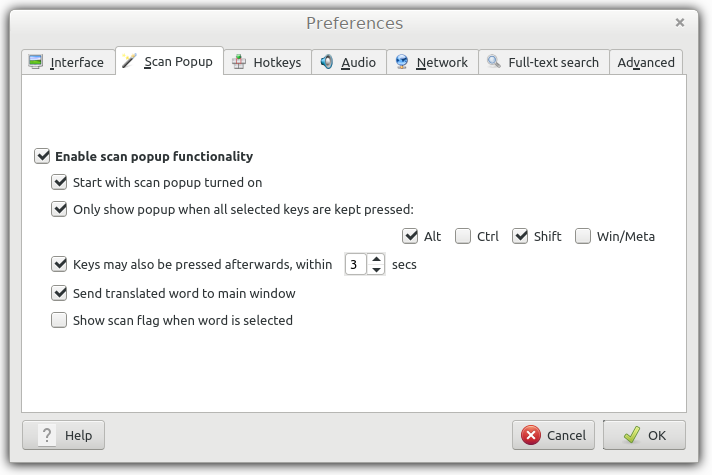 Preferences
Interface Scan Popup Hotkeys Audio Network Full-text search Advanced
Enable scan popup functionality
Start with scan popup turned on
Only show popup when all selected keys are kept pressed:
Alt Ctrl Shift Win/Meta
Keys may also be pressed afterwards, within 3 secs
Send translated word to main window
Show scan flag when word is selected
? Help Cancel OK